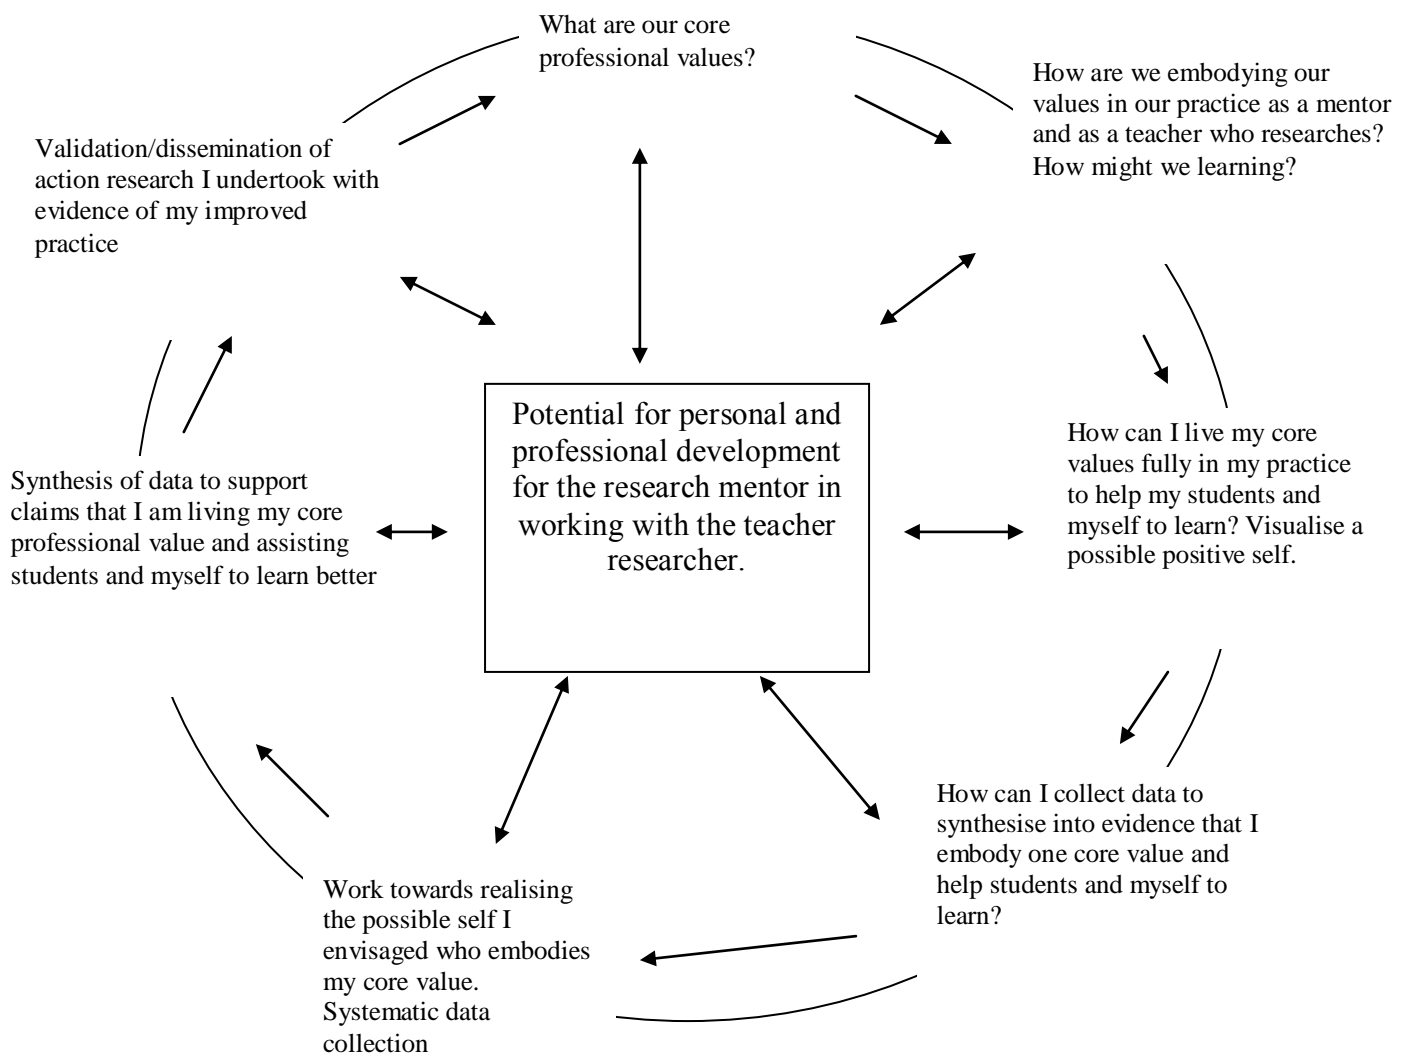 What are our core
professional values?
How are we embodying our
values in our practice as a mentor
and as a teacher who researches?
How might we learning?
Validation/dissemination of
action research I undertook with
evidence of my improved
practice
Potential for personal and
professional development
for the research mentor in
working with the teacher
researcher.
How can I live my core
values fully in my practice
to help my students and
myself to learn? Visualise a
possible positive self.
Synthesis of data to support
claims that I am living my core
professional value and assisting
students and myself to learn better
How can I collect data to
synthesise into evidence that I
embody one core value and
help students and myself to
learn?
Work towards realising
the possible self I
envisaged who embodies
my core value.
Systematic data
collection